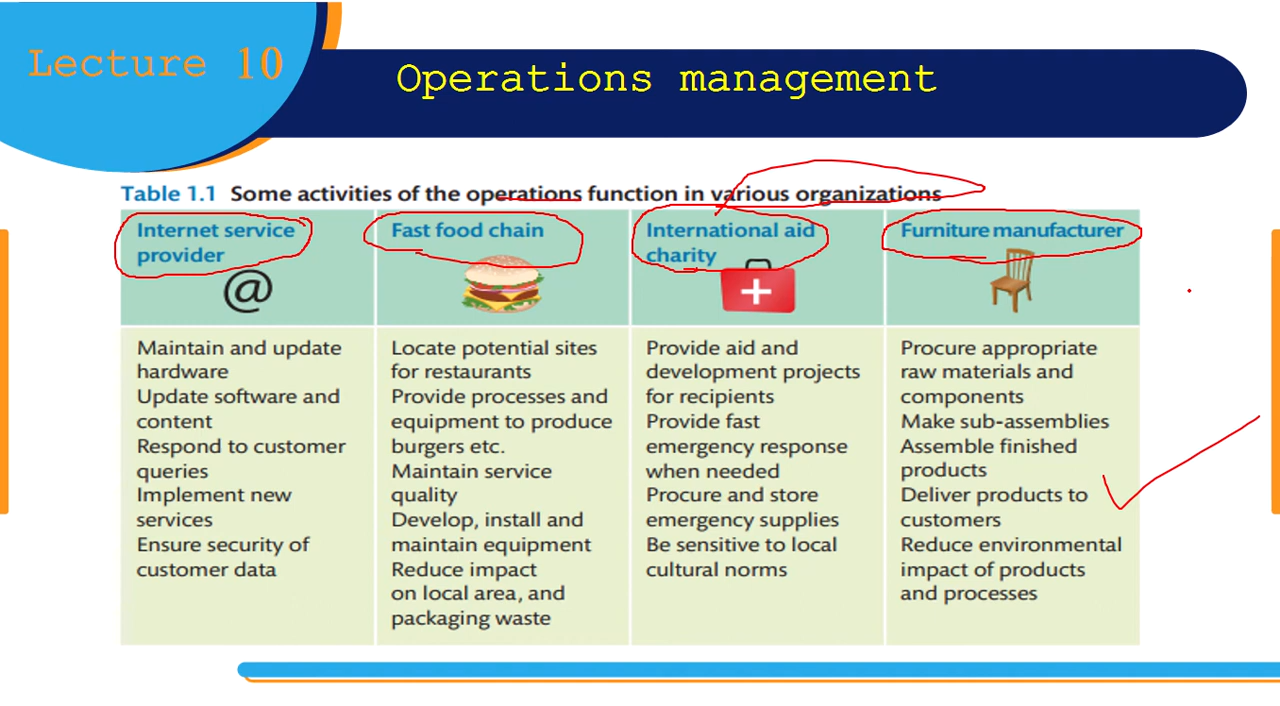 Lecture 10
Operations management
Table 1.1 Some activities of the operations function in various organizations
Internet service
provider
@
Maintain and update
hardware
Update software and
content
Respond to customer
queries
Implement new
services
Ensure security of
customer data
Fast food chain
Locate potential sites
for restaurants
Provide processes and
equipment to produce
burgers etc.
Maintain service
quality
Develop, install and
maintain equipment
Reduce impact
on local area, and
packaging waste
International aid
charity
Provide aid and
development projects
for recipients
Provide fast
emergency response
when needed
Procure and store
emergency supplies
Be sensitive to local
cultural norms
Furniture manufacturer
Procure appropriate
raw materials and
components
Make sub-assemblies
Assemble finished
products
Deliver products to
customers
Reduce environmental
impact of products
and processes